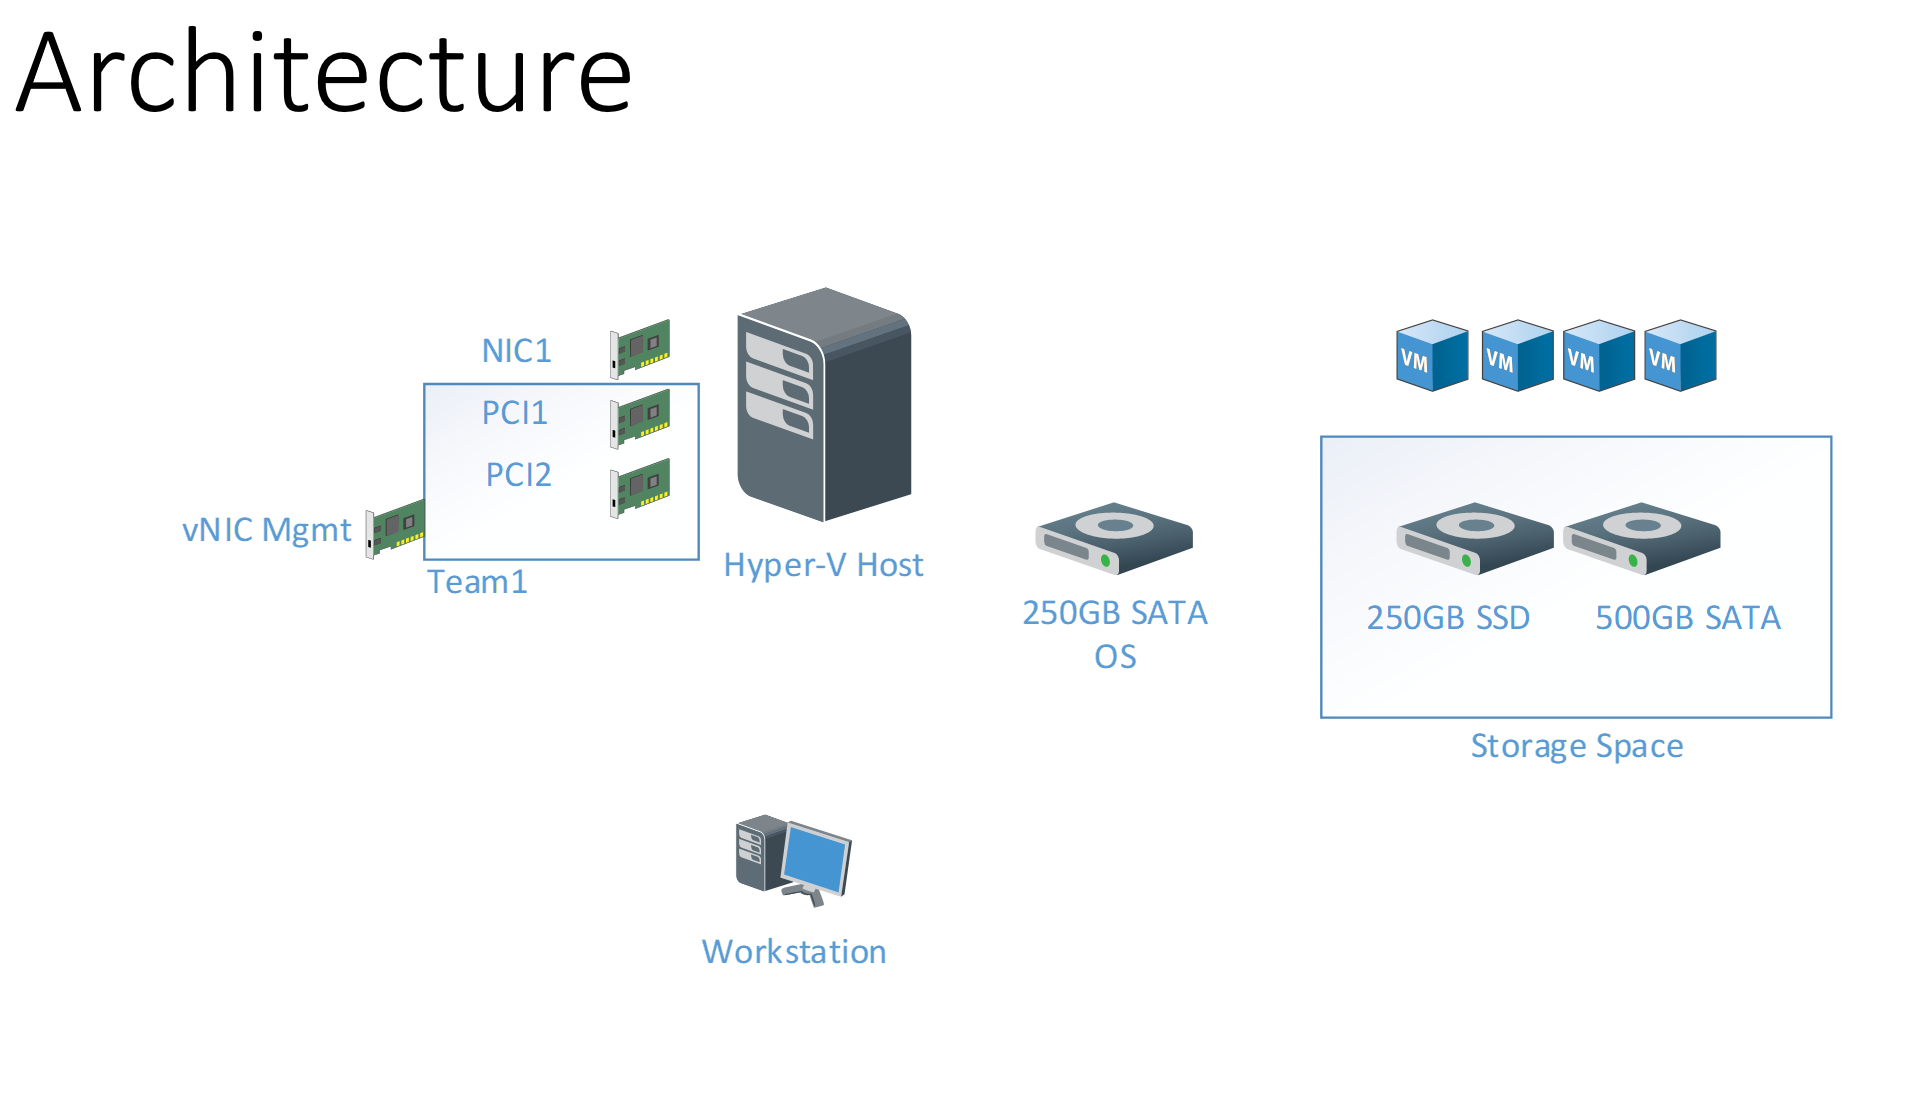 Architecture
NIC1
PCI1
PCI2
vNIC Mgmt
Team1
Hyper-V Host
250GB SATA
OS
VM VM VM VM
250GB SSD 500GB SATA
Storage Space
Workstation